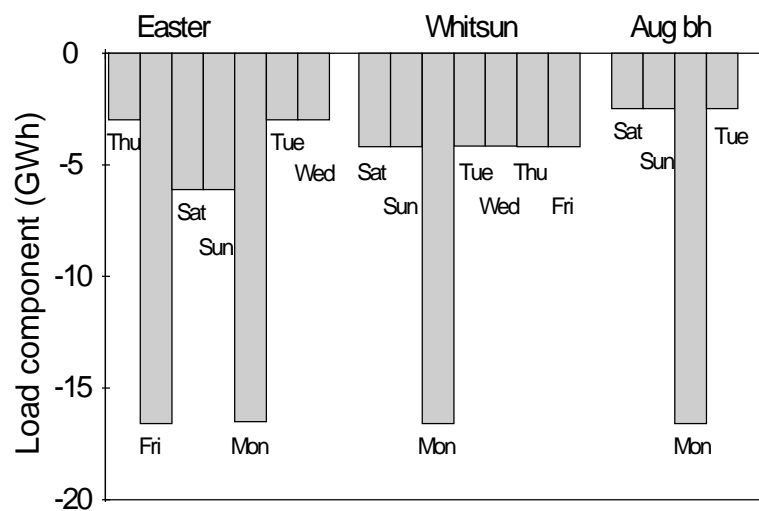 Easter Whitsun Aug bh
0
-5
-10
-15
-20
Load component (GWh)
Thu
Fri
Sat
Sun
Mon
Tue
Wed
Sat
Sun
Mon
Tue
Wed
Thu
Fri
Sat
Sun
Mon
Tue